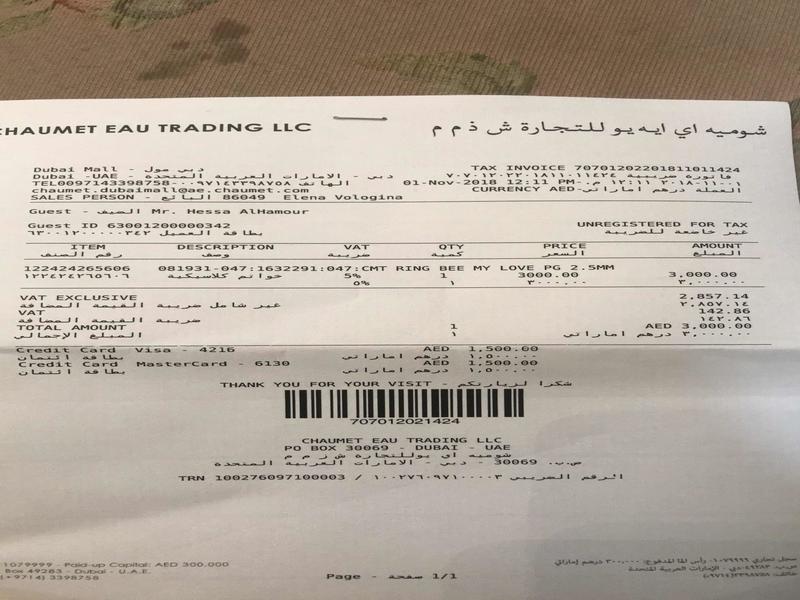 CHAUMET EAU TRADING LLC
شوميه اي ايه يو للتجارة ش ذ م م
Dubai Mall - دبي مول
Dubai -UAE - دبي - الامارات العربية المتحدة
TEL0097143398758-٠٠٩٧١٤٣٣٩٨٧٥٨ الهاتف
chaumet.dubaimall@ae.chaumet.com
SALES PERSON - البائع - 86049 Elena Vologina
TAX INVOICE 70701202201811011424
فاتورة ضريبية ٧٠٧٠١٢٠٢٢٠١٨١١٠١١٤٢٤
01-Nov-2018 12:11 PM-٢٠١٨-١١-٠١ ١٢:١١ م
CURRENCY AED-العملة درهم اماراتي
Guest - الضيف - Mr. Hessa AlHamour
Guest ID 63001200000342
بطاقة العميل ٦٣٠٠١٢٠٠٠٠٠٣٤٢
UNREGISTERED FOR TAX
غير خاضعة للضريبة
ITEM DESCRIPTION VAT QTY PRICE AMOUNT
رقم الصنف وصف ضريبة كمية السعر المبلغ
122424265606 081931-047:1632291:047:CMT RING BEE MY LOVE PG 2.5MM
١٢٢٤٢٤٢٦٥٦٠٦ خواتم كلاسيكية 5% 1 3000.00 3,000.00
٥% ١ ٣٠٠٠.٠٠ ٣,٠٠٠.٠٠
VAT EXCLUSIVE 2,857.14
غير شامل ضريبة القيمة المضافة ٢,٨٥٧.١٤
VAT 142.86
ضريبة القيمة المضافة ١٤٢.٨٦
TOTAL AMOUNT 1 AED 3,000.00
المبلغ الإجمالي ١ ٣,٠٠٠.٠٠ درهم اماراتي
Credit Card Visa - 4216 AED 1,500.00
بطاقة ائتمان درهم اماراتي ١,٥٠٠.٠٠
Credit Card MasterCard - 6130 AED 1,500.00
بطاقة ائتمان درهم اماراتي ١,٥٠٠.٠٠
THANK YOU FOR YOUR VISIT - شكرا لزيارتكم
707012021424
CHAUMET EAU TRADING LLC
PO BOX 30069 - DUBAI - UAE
شوميه اي يوللتجارة ش ز م م
ص.ب. 30069 - دبي - الامارات العربية المتحدة
TRN 100276097100003 / الرقم الضريبي ١٠٠٢٧٦٠٩٧١٠٠٠٠٣
1079999 - Paid-up Capital: AED 300.000
Box 49283 - Dubai - U.A.E.
(+9714) 3398758
Page - صفحة - 1/1
سجل تجاري ١٠٧٩٩٩٩ - رأس المال المدفوع: ٣٠٠,٠٠٠ درهم إماراتي
ص.ب. ٤٩٢٨٣ - دبي - الإمارات العربية المتحدة